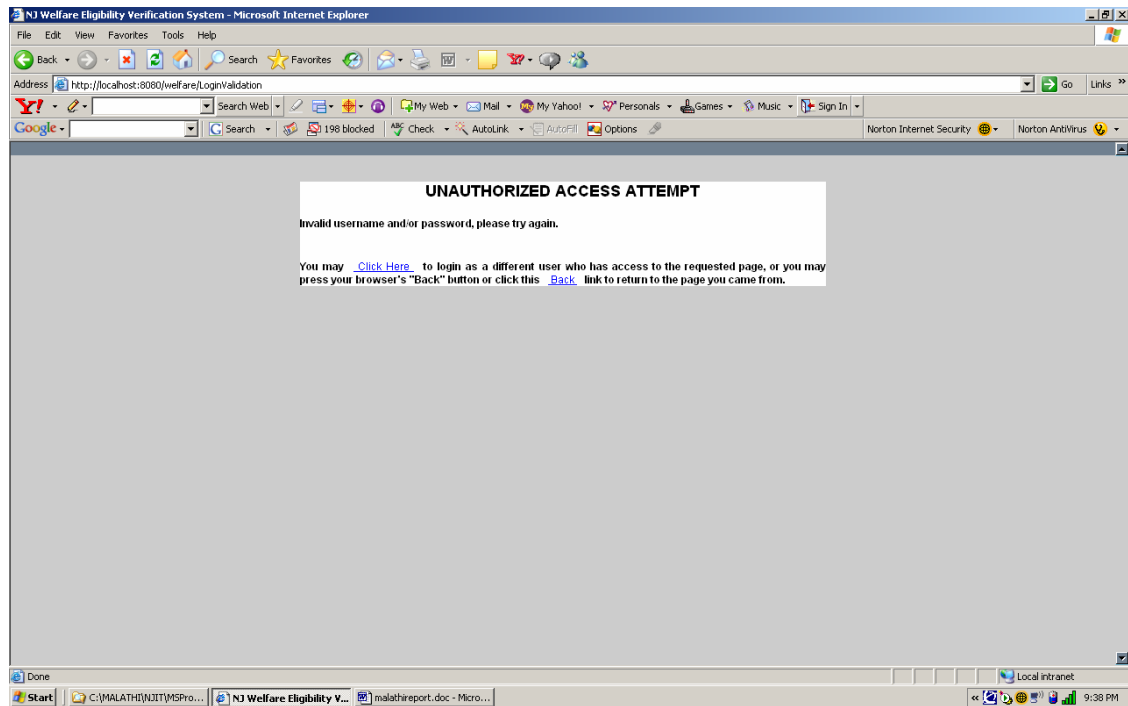 NJ Welfare Eligibility Verification System - Microsoft Internet Explorer
File Edit View Favorites Tools Help
Back Search Favorites
Address http://localhost:8080/welfare/LoginValidation Go Links »
Y! Search Web My Web Mail My Yahoo! Personals Games Music Sign In
Google Search 198 blocked ABC Check AutoLink AutoFill Options Norton Internet Security Norton AntiVirus
UNAUTHORIZED ACCESS ATTEMPT
Invalid username and/or password, please try again.
You may Click Here to login as a different user who has access to the requested page, or you may
press your browser's "Back" button or click this Back link to return to the page you came from.
Done Local intranet
Start C:\MALATHI\NJIT\MSPro... NJ Welfare Eligibility V... malathireport.doc - Micro... « 9:38 PM